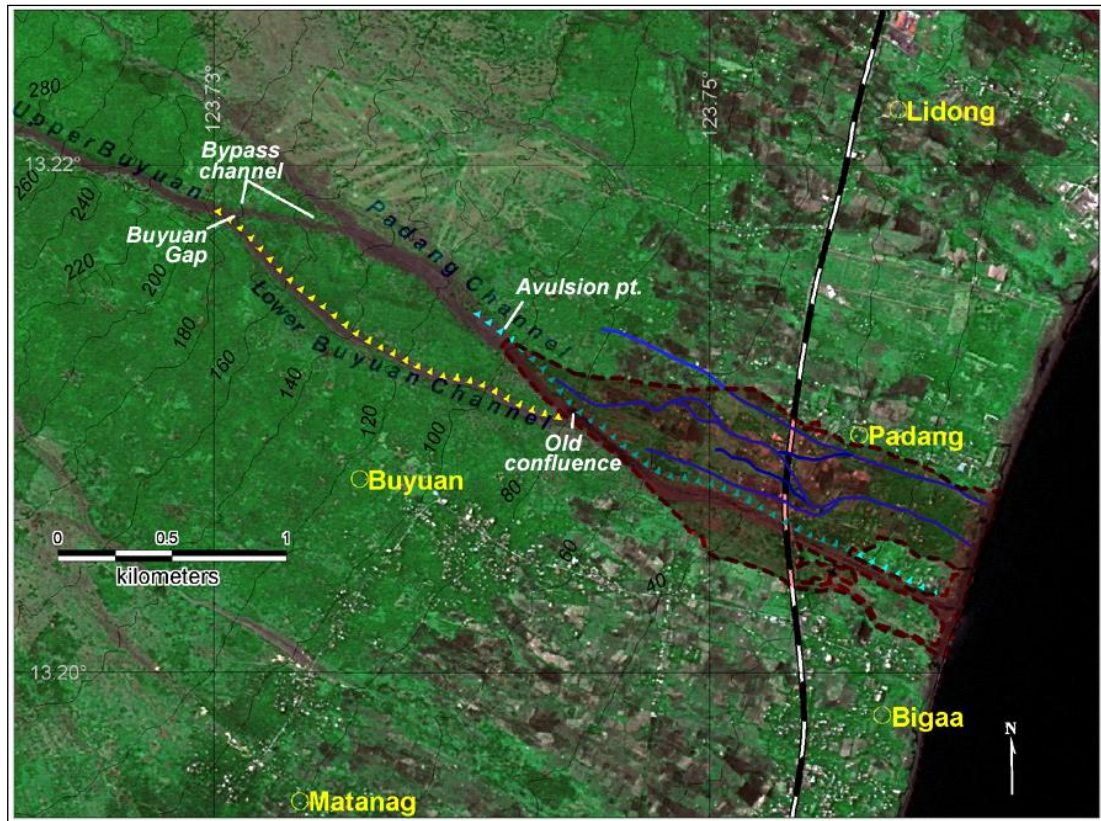 123.73°
123.75°
280
Upper Buyuan
Lidong
Bypass
channel
13.22°
260
240
Padang Channel
Buyuan
Gap
220
200
Avulsion pt.
Lower Buyuan Channel
180
160
140
120
100
Old
confluence
Padang
Buyuan
80
60
40
0
0.5
1
kilometers
13.20°
Bigaa
N
Matanag